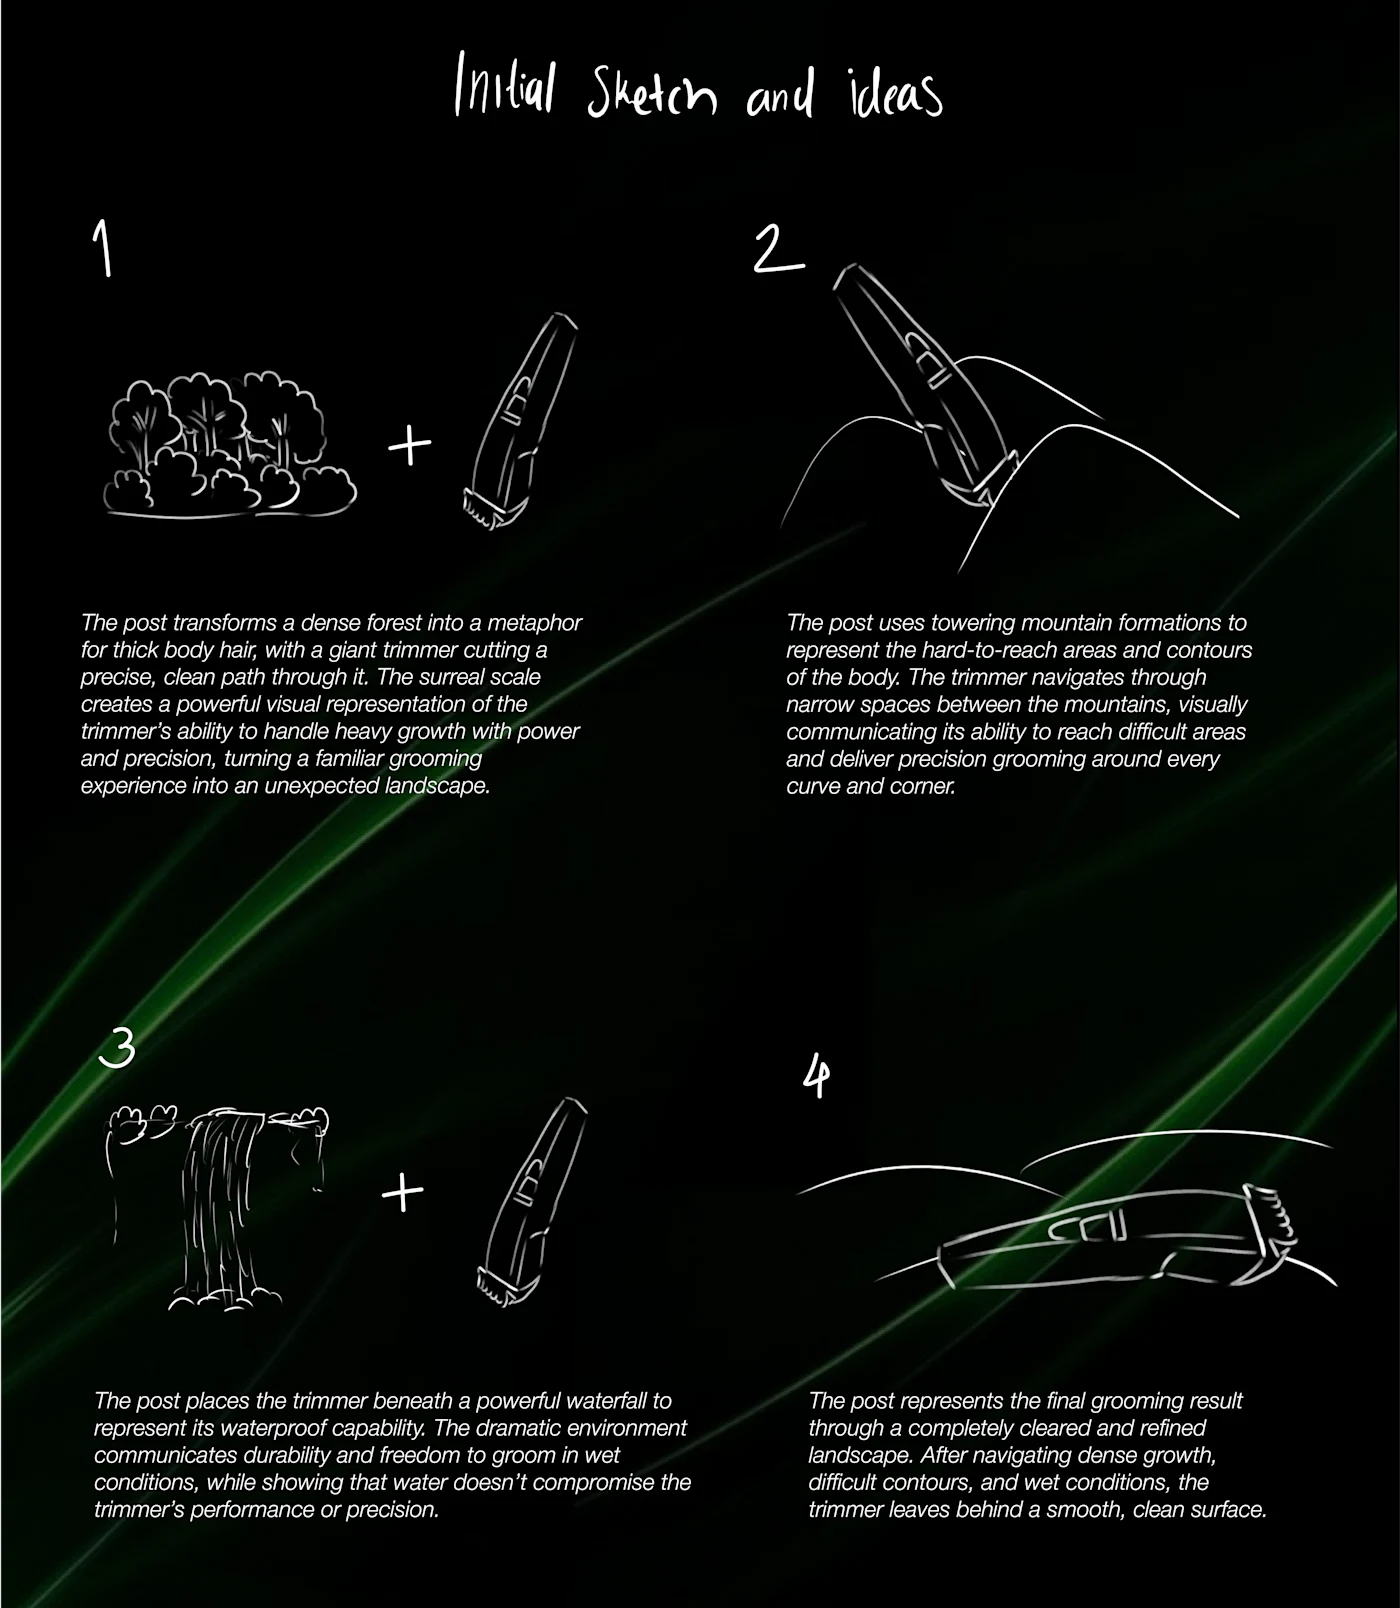 Initial Sketch and ideas
1
2
The post transforms a dense forest into a metaphor
for thick body hair, with a giant trimmer cutting a
precise, clean path through it. The surreal scale
creates a powerful visual representation of the
trimmer’s ability to handle heavy growth with power
and precision, turning a familiar grooming
experience into an unexpected landscape.
The post uses towering mountain formations to
represent the hard-to-reach areas and contours
of the body. The trimmer navigates through
narrow spaces between the mountains, visually
communicating its ability to reach difficult areas
and deliver precision grooming around every
curve and corner.
3
4
The post places the trimmer beneath a powerful waterfall to
represent its waterproof capability. The dramatic environment
communicates durability and freedom to groom in wet
conditions, while showing that water doesn’t compromise the
trimmer’s performance or precision.
The post represents the final grooming result
through a completely cleared and refined
landscape. After navigating dense growth,
difficult contours, and wet conditions, the
trimmer leaves behind a smooth, clean surface.